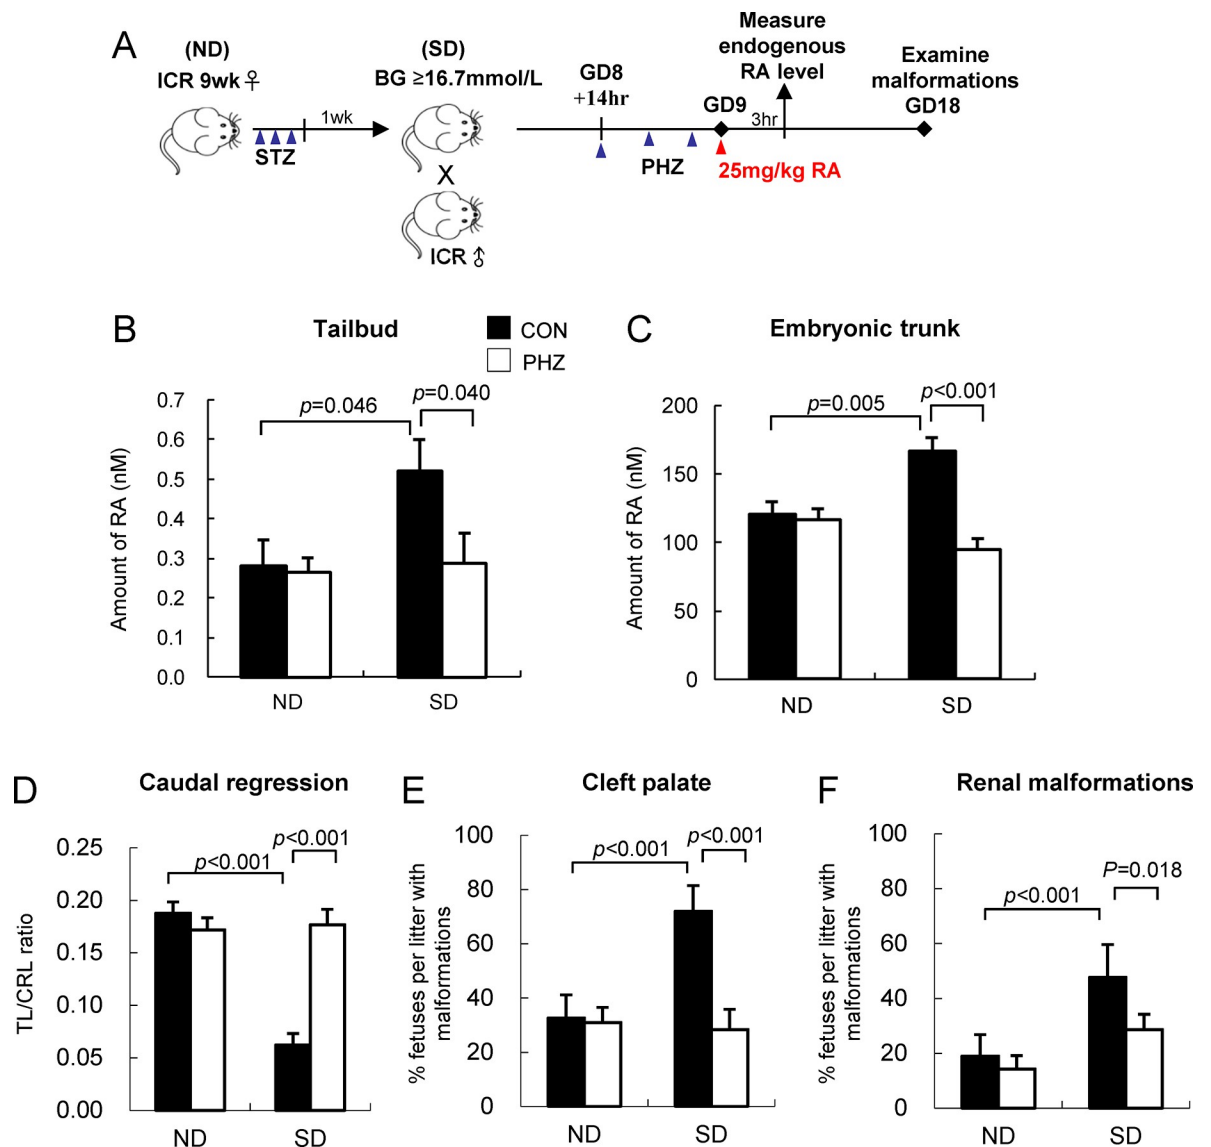 A
(ND)
ICR 9wk ♀
STZ
1wk
(SD)
BG ≥16.7mmol/L
X
ICR ♂
GD8
+14hr
PHZ
GD9
25mg/kg RA
3hr
Measure
endogenous
RA level
Examine
malformations
GD18
B
Tailbud
CON
PHZ
Amount of RA (nM)
0.7
0.6
0.5
0.4
0.3
0.2
0.1
0.0
p=0.046
p=0.040
ND
SD
C
Embryonic trunk
Amount of RA (nM)
200
150
100
50
0
p=0.005
p<0.001
ND
SD
D
Caudal regression
TL/CRL ratio
0.25
0.20
0.15
0.10
0.05
0.00
p<0.001
p<0.001
ND
SD
E
Cleft palate
% fetuses per litter with
malformations
100
80
60
40
20
0
p<0.001
p<0.001
ND
SD
F
Renal malformations
% fetuses per litter with
malformations
100
80
60
40
20
0
p<0.001
P=0.018
ND
SD